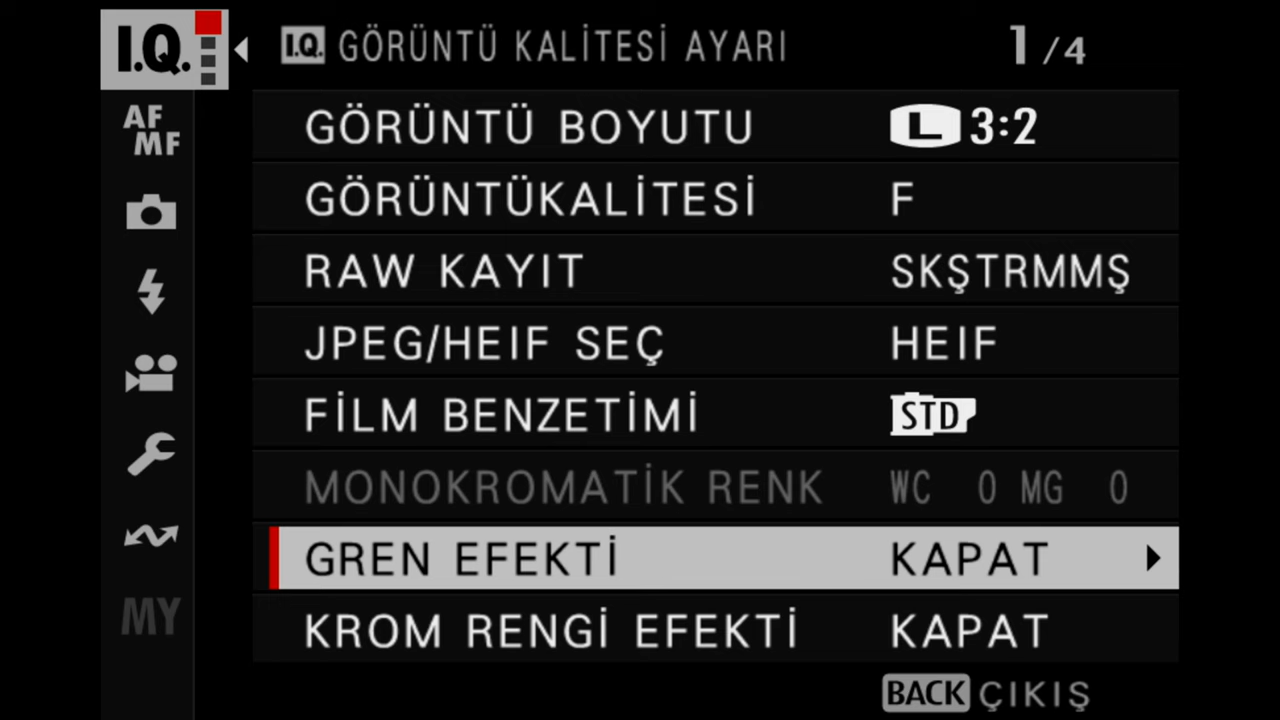 I.Q. I.Q. GÖRÜNTÜ KALİTESİ AYARI 1/4
AF MF
GÖRÜNTÜ BOYUTU L 3:2
GÖRÜNTÜKALİTESİ F
RAW KAYIT SKŞTRMMŞ
JPEG/HEIF SEÇ HEIF
FİLM BENZETİMİ STD
MONOKROMATİK RENK WC 0 MG 0
GREN EFEKTİ KAPAT
MY
KROM RENGİ EFEKTİ KAPAT
BACK ÇIKIŞ